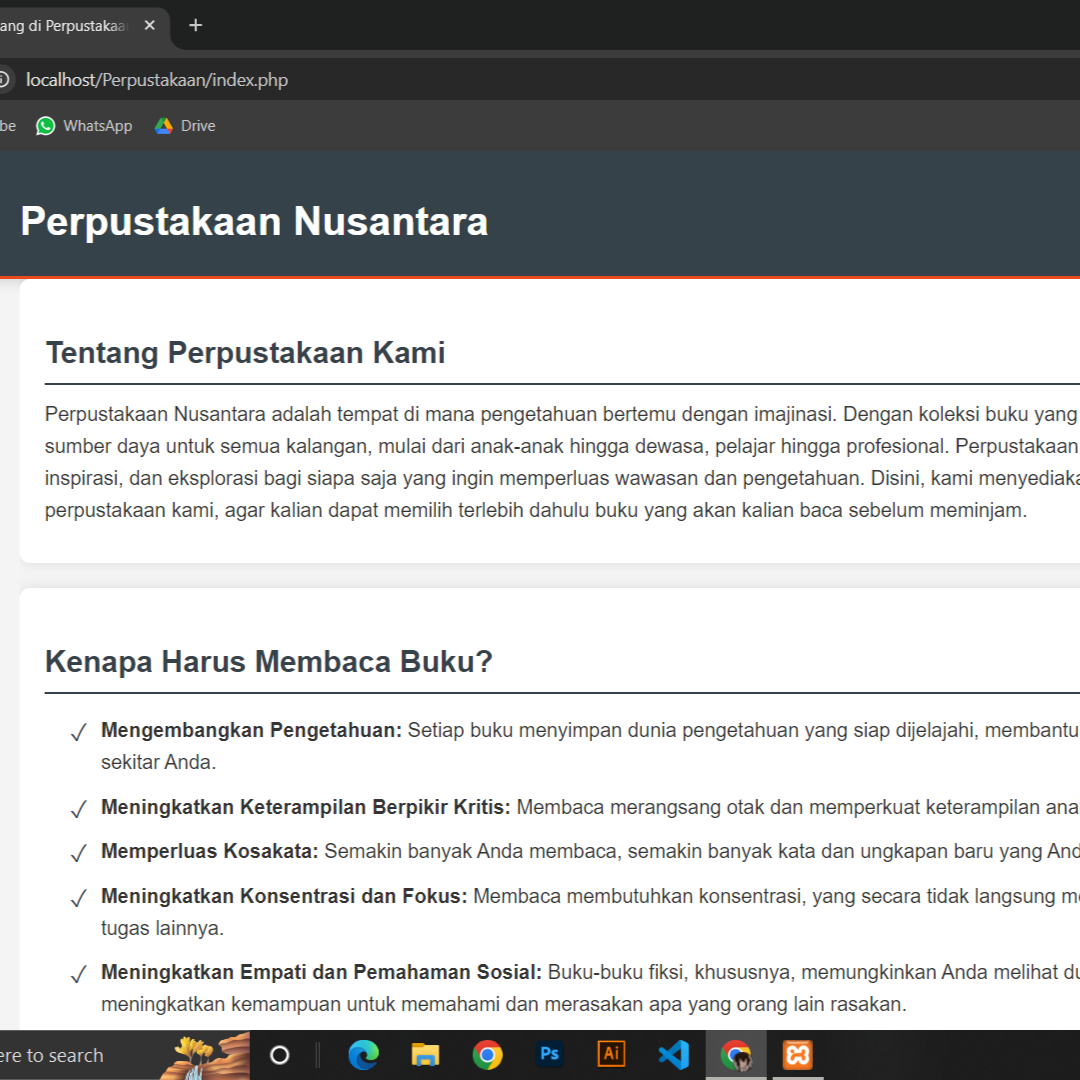 ang di Perpustakaa
localhost/Perpustakaan/index.php
be WhatsApp Drive
Perpustakaan Nusantara
Tentang Perpustakaan Kami
Perpustakaan Nusantara adalah tempat di mana pengetahuan bertemu dengan imajinasi. Dengan koleksi buku yang
sumber daya untuk semua kalangan, mulai dari anak-anak hingga dewasa, pelajar hingga profesional. Perpustakaan
inspirasi, dan eksplorasi bagi siapa saja yang ingin memperluas wawasan dan pengetahuan. Disini, kami menyediaka
perpustakaan kami, agar kalian dapat memilih terlebih dahulu buku yang akan kalian baca sebelum meminjam.
Kenapa Harus Membaca Buku?
✓ Mengembangkan Pengetahuan: Setiap buku menyimpan dunia pengetahuan yang siap dijelajahi, membantu
sekitar Anda.
✓ Meningkatkan Keterampilan Berpikir Kritis: Membaca merangsang otak dan memperkuat keterampilan ana
✓ Memperluas Kosakata: Semakin banyak Anda membaca, semakin banyak kata dan ungkapan baru yang And
✓ Meningkatkan Konsentrasi dan Fokus: Membaca membutuhkan konsentrasi, yang secara tidak langsung me
tugas lainnya.
✓ Meningkatkan Empati dan Pemahaman Sosial: Buku-buku fiksi, khususnya, memungkinkan Anda melihat du
meningkatkan kemampuan untuk memahami dan merasakan apa yang orang lain rasakan.
ere to search Ps Ai